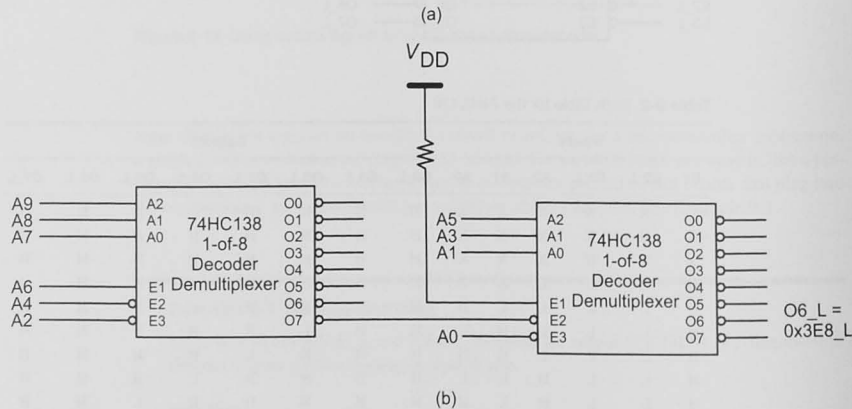 (a)
VDD
A9
A8
A7
A6
A4
A2
A2
A1
A0
E1
E2
E3
74HC138
1-of-8
Decoder
Demultiplexer
O0
O1
O2
O3
O4
O5
O6
O7
A5
A3
A1
A0
A2
A1
A0
E1
E2
E3
74HC138
1-of-8
Decoder
Demultiplexer
O0
O1
O2
O3
O4
O5
O6
O7
O6_L =
0x3E8_L
(b)